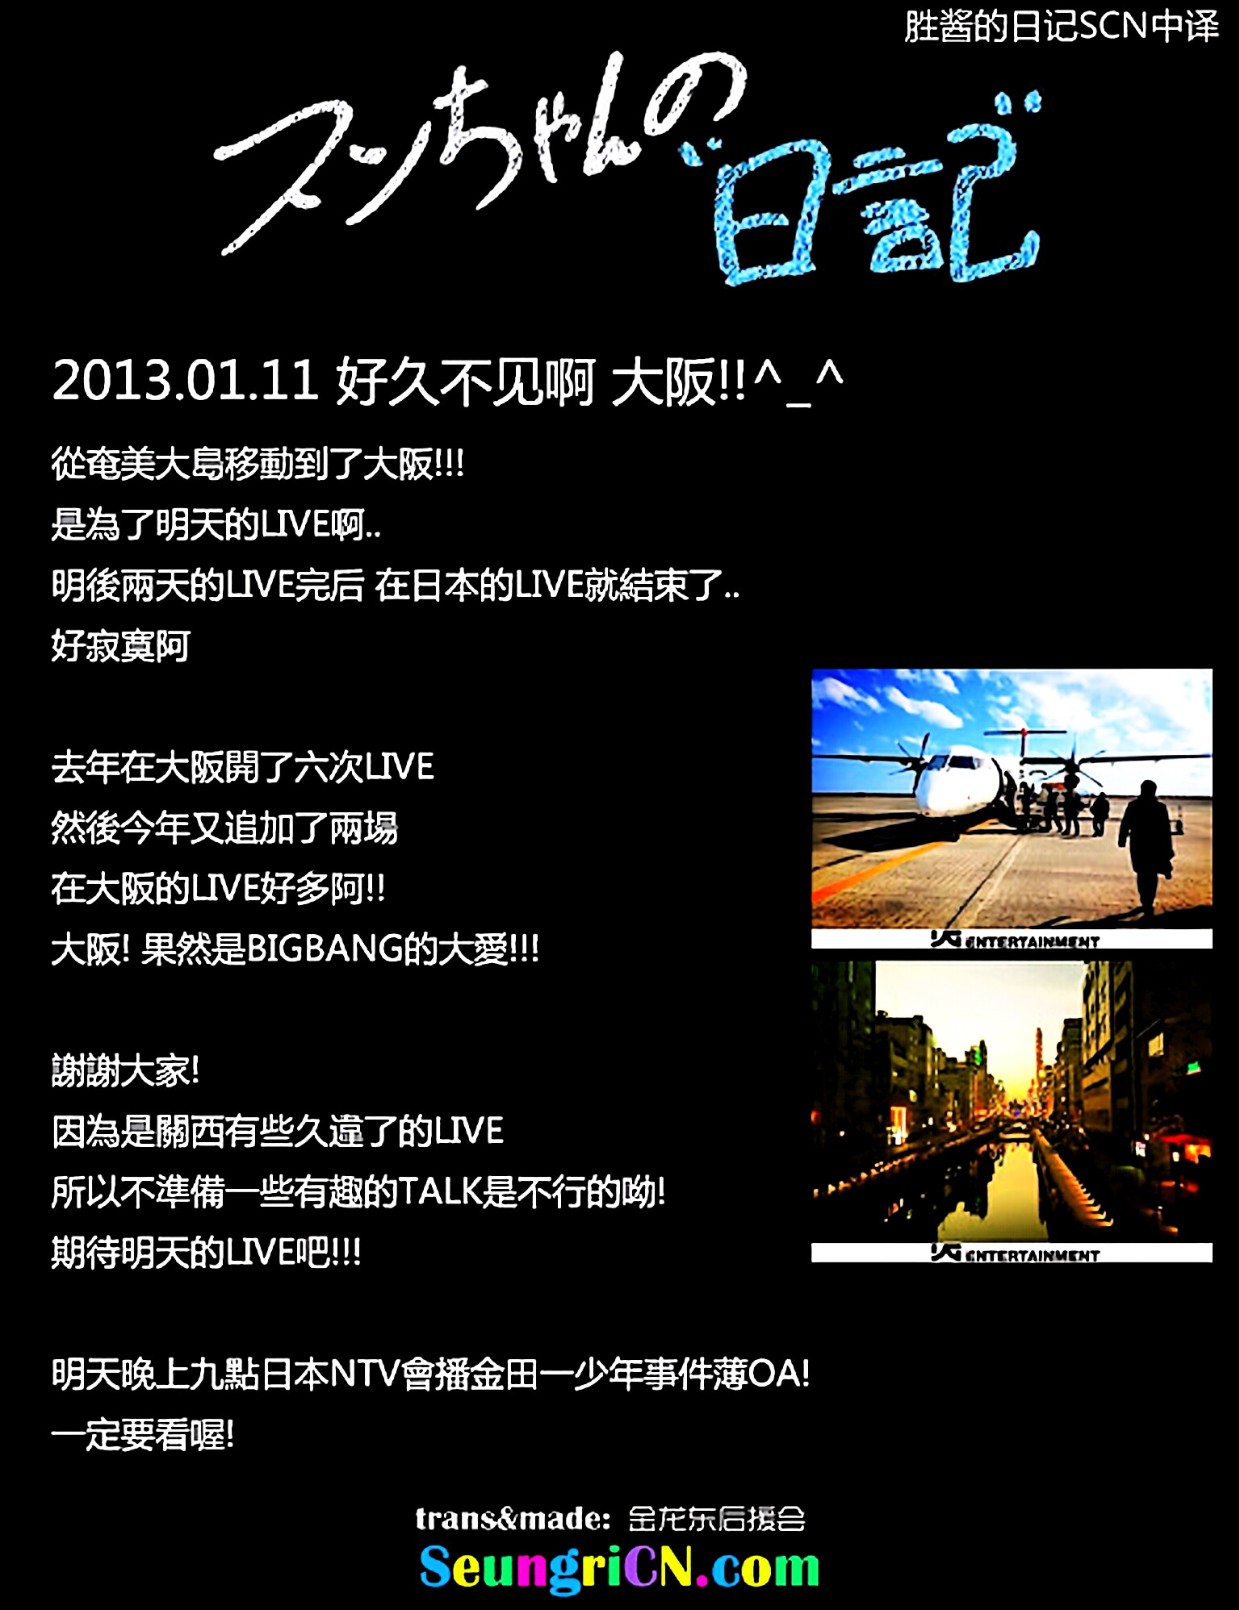 胜酱的日记SCN中译
スンちゃんの
日記
2013.01.11 好久不见啊 大阪!!^_^
從奄美大島移動到了大阪!!!
是為了明天的LIVE啊..
明後兩天的LIVE完后 在日本的LIVE就結束了..
好寂寞阿
去年在大阪開了六次LIVE
然後今年又追加了兩場
在大阪的LIVE好多阿!!
大阪! 果然是BIGBANG的大愛!!!
YG ENTERTAINMENT
謝謝大家!
因為是關西有些久違了的LIVE
所以不準備一些有趣的TALK是不行的呦!
期待明天的LIVE吧!!!
YG ENTERTAINMENT
明天晚上九點日本NTV會播金田一少年事件薄OA!
一定要看喔!
trans&made: 金龙东后援会
SeungriCN.com